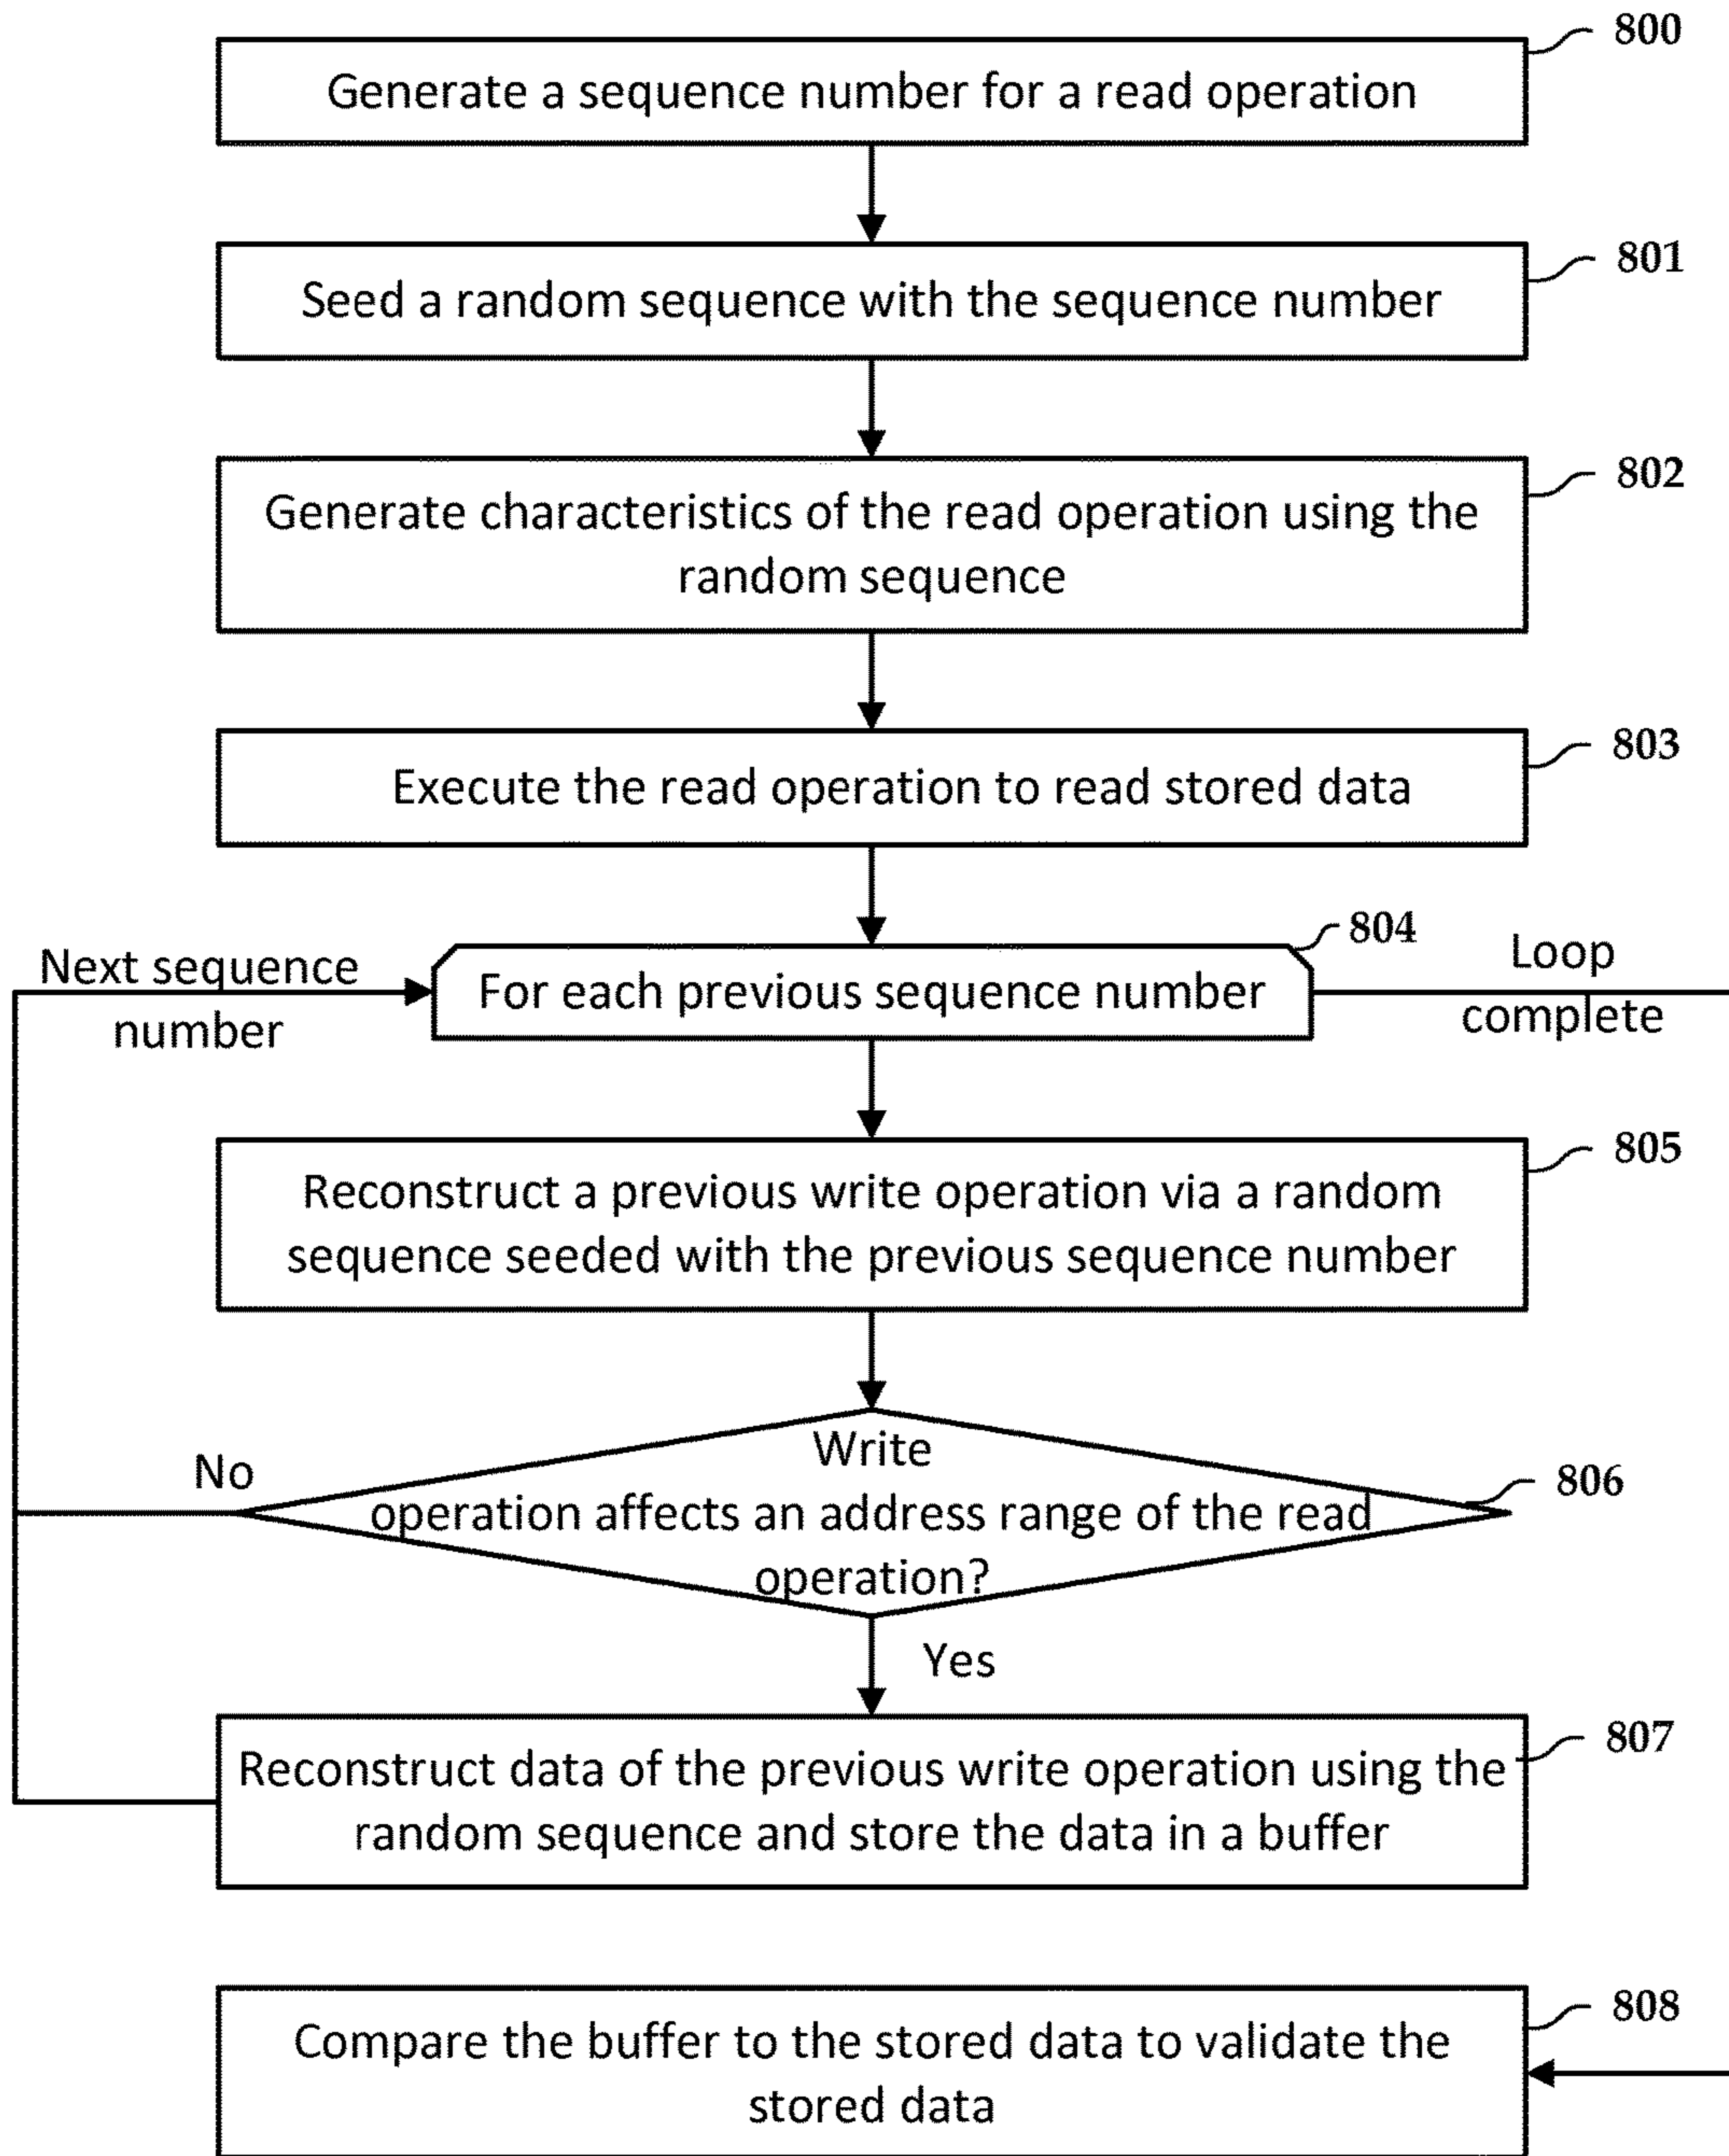 800
Generate a sequence number for a read operation
801
Seed a random sequence with the sequence number
802
Generate characteristics of the read operation using the
random sequence
803
Execute the read operation to read stored data
804
Next sequence
number
For each previous sequence number
Loop
complete
805
Reconstruct a previous write operation via a random
sequence seeded with the previous sequence number
806
Write
operation affects an address range of the read
operation?
No
Yes
807
Reconstruct data of the previous write operation using the
random sequence and store the data in a buffer
808
Compare the buffer to the stored data to validate the
stored data